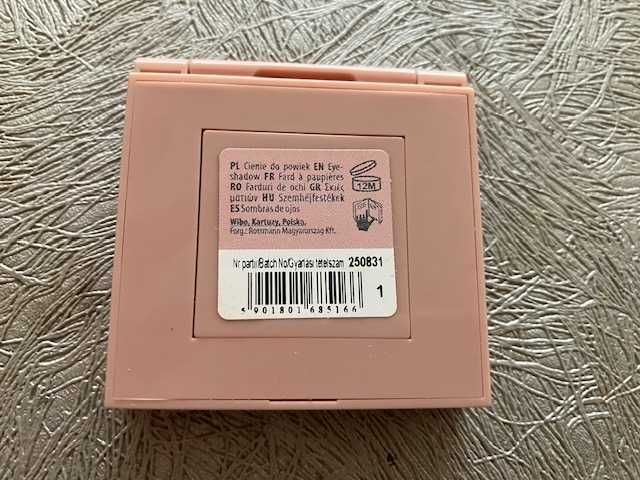 PL Cienie do powiek EN Eye-
shadow FR Fard à paupières
RO Farduri de ochi GR Σκιές
ματιών HU Szemhéjfestékek
ES Sombras de ojos
Wibo, Kartuzy, Polska.
Forg.: Rottmann Magyarország Kft.
12M
Nr partii/Batch No/Gyártási tételszám 250831
5 901801 685166
1